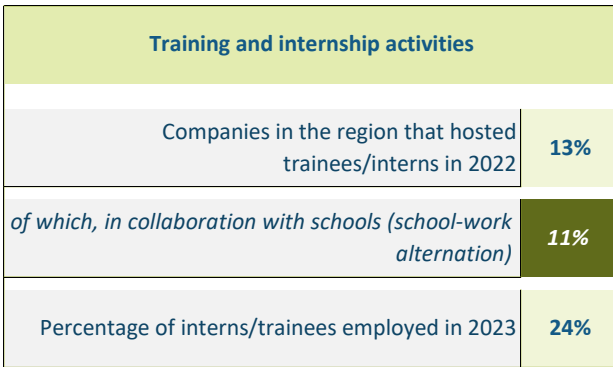 Training and internship activities
Companies in the region that hosted
trainees/interns in 2022
13%
of which, in collaboration with schools (school-work
alternation)
11%
Percentage of interns/trainees employed in 2023
24%